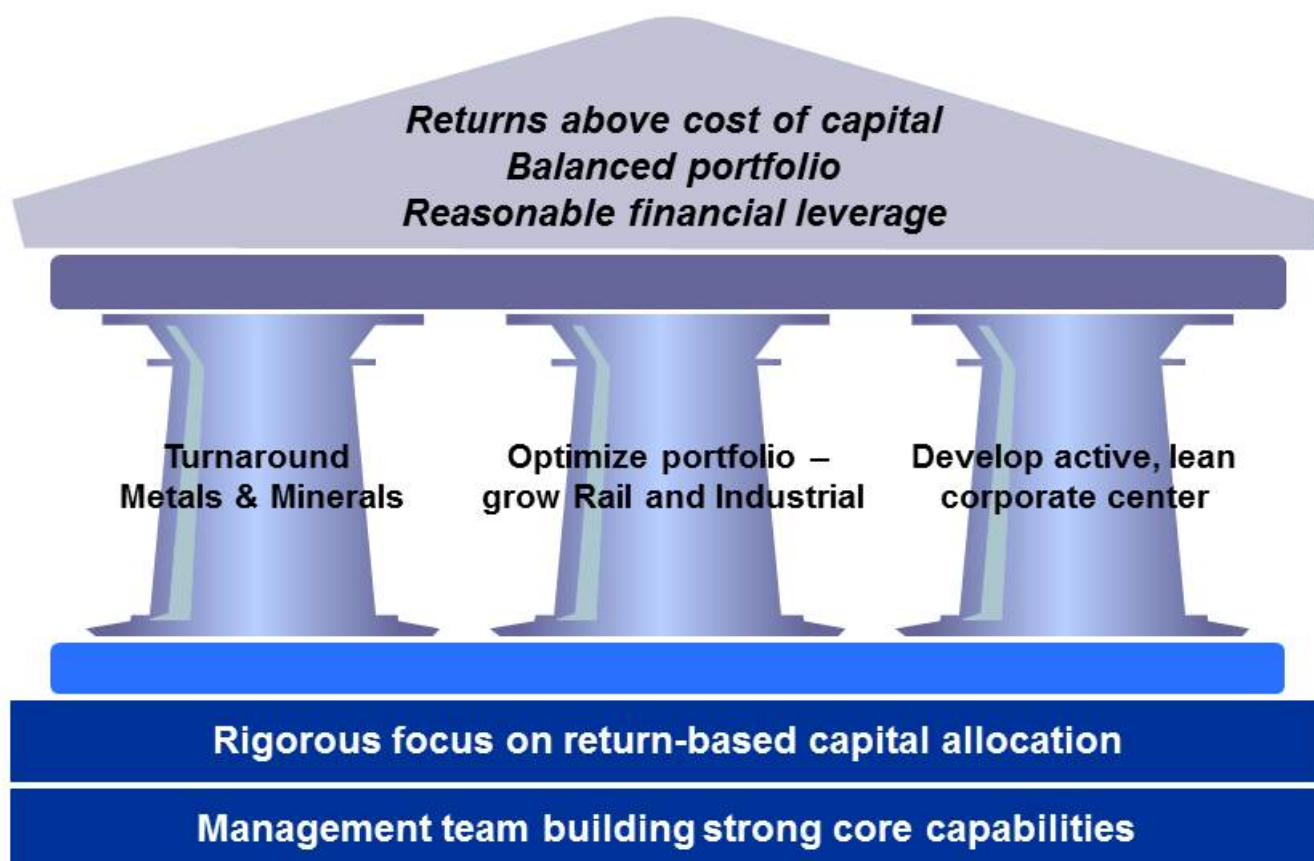 Returns above cost of capital
Balanced portfolio
Reasonable financial leverage
Turnaround
Metals & Minerals
Optimize portfolio –
grow Rail and Industrial
Develop active, lean
corporate center
Rigorous focus on return-based capital allocation
Management team building strong core capabilities